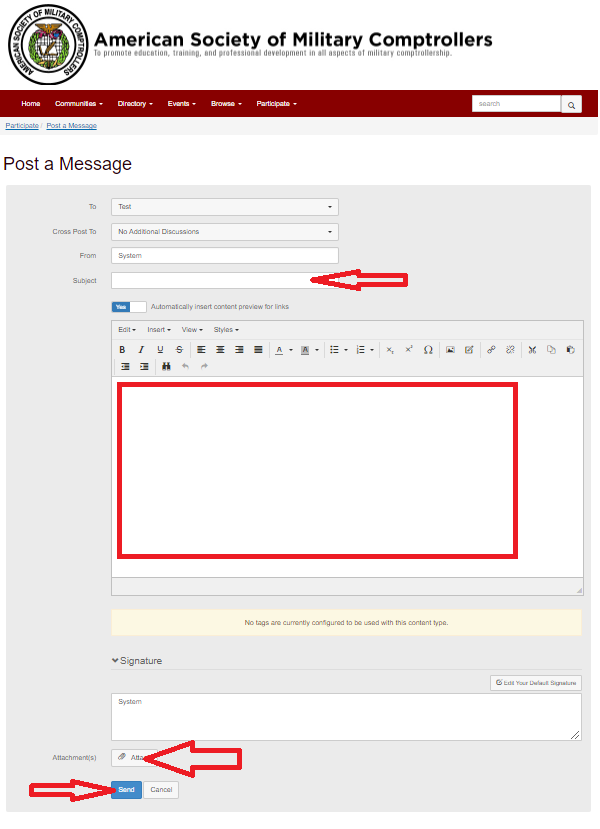 AMERICAN SOCIETY OF MILITARY COMPTROLLERS
American Society of Military Comptrollers
To promote education, training, and professional development in all aspects of military comptrollership.
Home Communities Directory Events Browse Participate search
Participate / Post a Message
Post a Message
To Test
Cross Post To No Additional Discussions
From System
Subject
Yes Automatically insert content preview for links
Edit Insert View Styles
No tags are currently configured to be used with this content type.
Signature
Edit Your Default Signature
System
Attachment(s)
Send Cancel